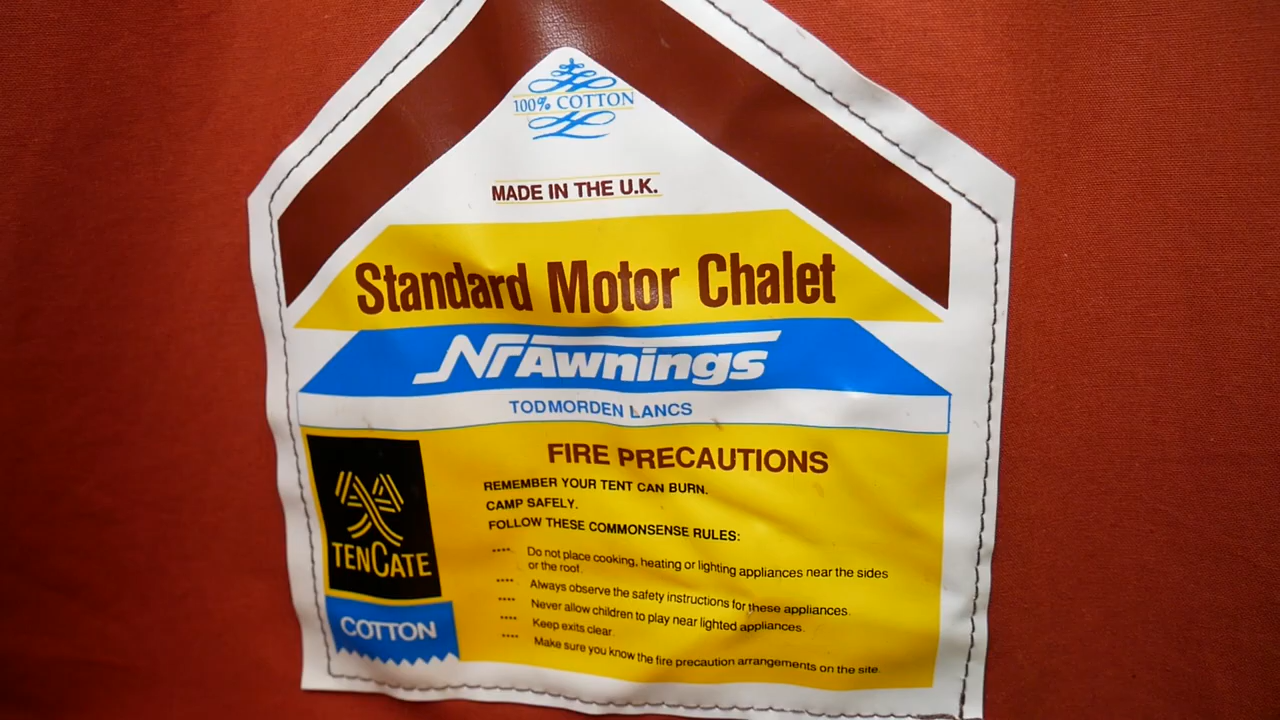 100% COTTON
MADE IN THE U.K.
Standard Motor Chalet
NR Awnings
TODMORDEN LANCS
FIRE PRECAUTIONS
REMEMBER YOUR TENT CAN BURN.
CAMP SAFELY.
FOLLOW THESE COMMONSENSE RULES:
.... Do not place cooking, heating or lighting appliances near the sides
or the roof.
.... Always observe the safety instructions for these appliances.
.... Never allow children to play near lighted appliances.
.... Keep exits clear.
.... Make sure you know the fire precaution arrangements on the site.
TENCATE
COTTON